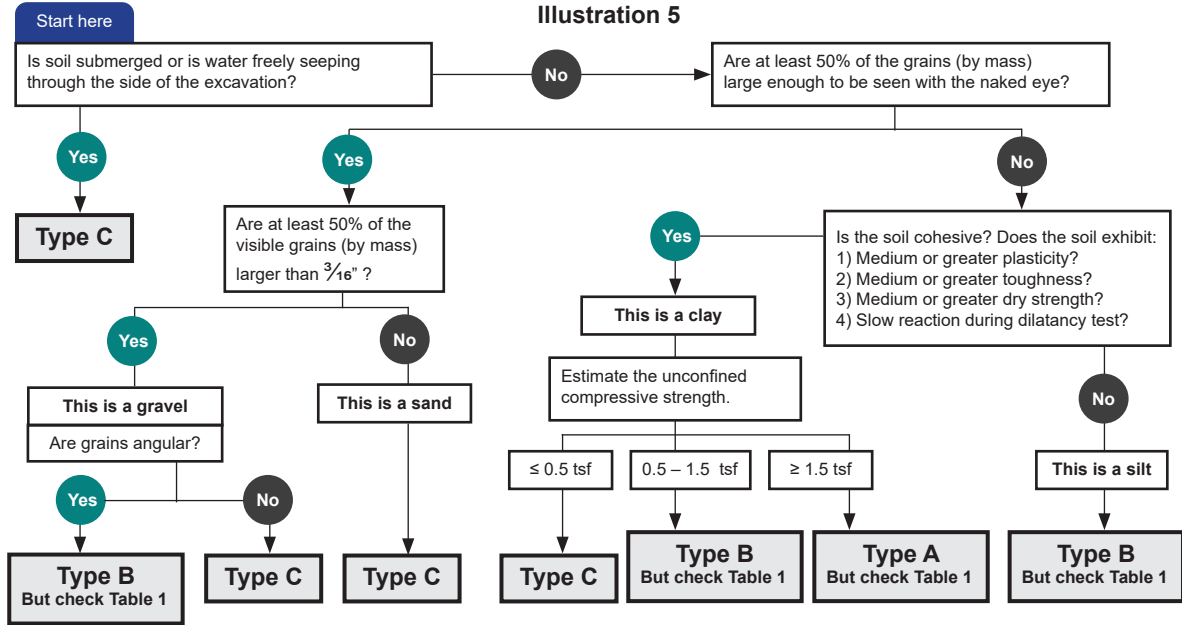 Illustration 5
Start here
Is soil submerged or is water freely seeping
through the side of the excavation?
No
Are at least 50% of the grains (by mass)
large enough to be seen with the naked eye?
Yes
Type C
Yes
Are at least 50% of the
visible grains (by mass)
larger than 3⁄16” ?
Yes
This is a gravel
Are grains angular?
Yes
Type B
But check Table 1
No
Type C
No
This is a sand
Type C
No
Is the soil cohesive? Does the soil exhibit:
1) Medium or greater plasticity?
2) Medium or greater toughness?
3) Medium or greater dry strength?
4) Slow reaction during dilatancy test?
Yes
This is a clay
Estimate the unconfined
compressive strength.
≤ 0.5 tsf
0.5 – 1.5 tsf
≥ 1.5 tsf
Type C
Type B
But check Table 1
Type A
But check Table 1
No
This is a silt
Type B
But check Table 1